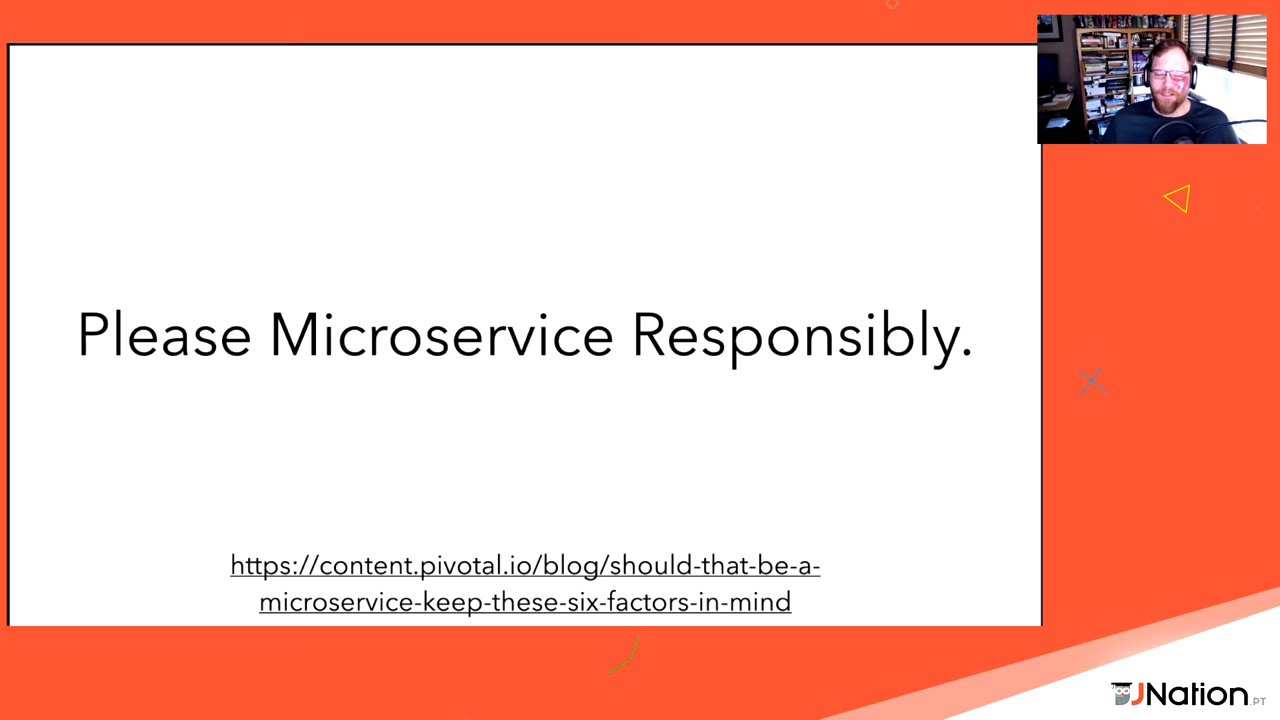 Please Microservice Responsibly.
https://content.pivotal.io/blog/should-that-be-a-
microservice-keep-these-six-factors-in-mind
JNation.PT